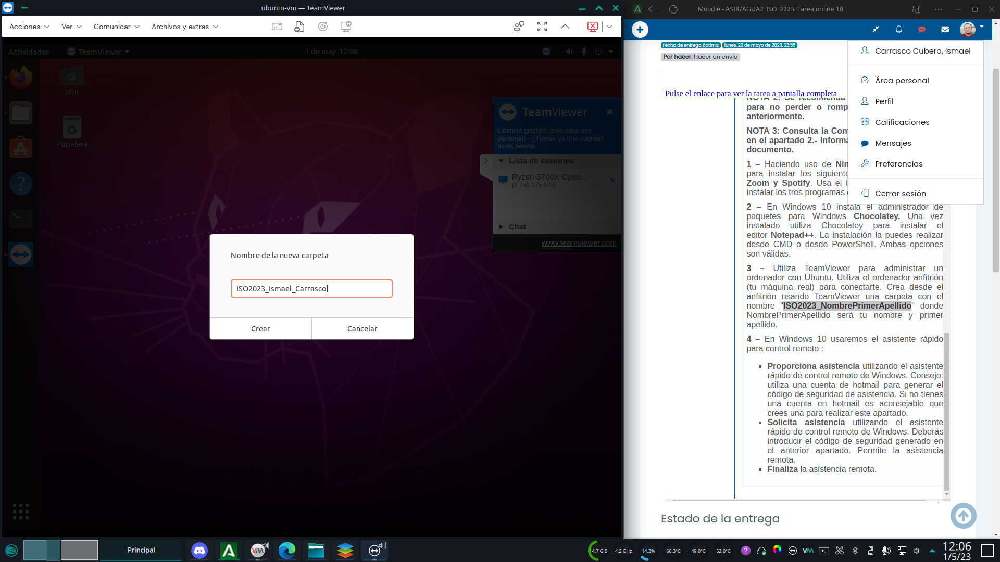 ubuntu-vm — TeamViewer
Acciones Ver Comunicar Archivos y extras
Actividades TeamViewer 1 de may 12:06
ubu
Papelera
TeamViewer
Licencia gratuita (solo para uso
personal) - ¿Tienes ya una cuenta?
Inicia sesión
Lista de sesiones
Ryzen-3700X-Open...
(1 759 175 975)
Chat
www.teamviewer.com
Nombre de la nueva carpeta
ISO2023_Ismael_Carrasco
Crear Cancelar
Moodle - ASIR/AGUA2_ISO_2223: Tarea online 10
Fecha de entrega óptima: lunes, 22 de mayo de 2023, 23:55
Por hacer: Hacer un envío
Carrasco Cubero, Ismael
Área personal
Perfil
Calificaciones
Mensajes
Preferencias
Cerrar sesión
Pulse el enlace para ver la tarea a pantalla completa
NOTA 2: Se recomienda
para no perder o romp
anteriormente.
NOTA 3: Consulta la Con
en el apartado 2.- Informa
documento.
1 – Haciendo uso de Nin
para instalar los siguiente
Zoom y Spotify. Usa el i
instalar los tres programas
2 – En Windows 10 instala el administrador de
paquetes para Windows Chocolatey. Una vez
instalado utiliza Chocolatey para instalar el
editor Notepad++. La instalación la puedes realizar
desde CMD o desde PowerShell. Ambas opciones
son válidas.
3 – Utiliza TeamViewer para administrar un
ordenador con Ubuntu. Utiliza el ordenador anfitrión
(tu máquina real) para conectarte. Crea desde el
anfitrión usando TeamViewer una carpeta con el
nombre "ISO2023_NombrePrimerApellido" donde
NombrePrimerApellido será tu nombre y primer
apellido.
4 – En Windows 10 usaremos el asistente rápido
para control remoto :
▪ Proporciona asistencia utilizando el asistente
rápido de control remoto de Windows. Consejo:
utiliza una cuenta de hotmail para generar el
código de seguridad de asistencia. Si no tienes
una cuenta en hotmail es aconsejable que
crees una para realizar este apartado.
▪ Solicita asistencia utilizando el asistente
rápido de control remoto de Windows. Deberás
introducir el código de seguridad generado en
el anterior apartado. Permite la asistencia
remota.
▪ Finaliza la asistencia remota.
Estado de la entrega
Principal
14,7 GiB 4,2 GHz 14,3% 66,3°C 49,0°C 52,0°C
12:06
1/5/23